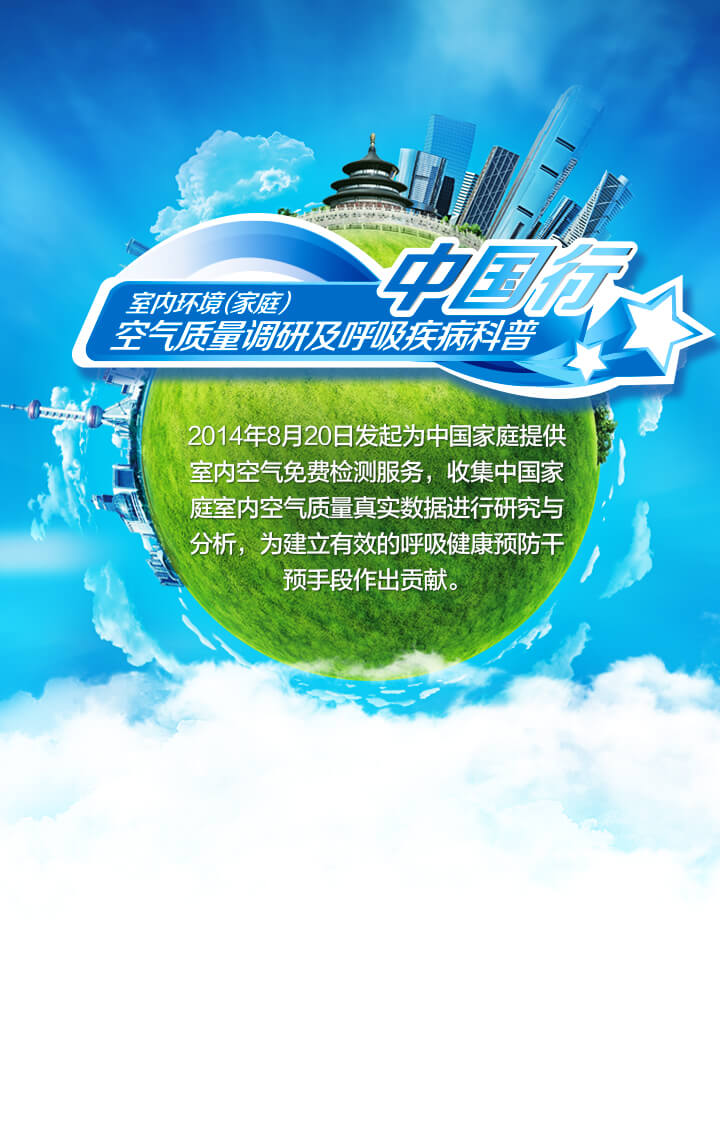 中国行
室内环境(家庭)
空气质量调研及呼吸疾病科普
2014年8月20日发起为中国家庭提供
室内空气免费检测服务，收集中国家
庭室内空气质量真实数据进行研究与
分析，为建立有效的呼吸健康预防干
预手段作出贡献。